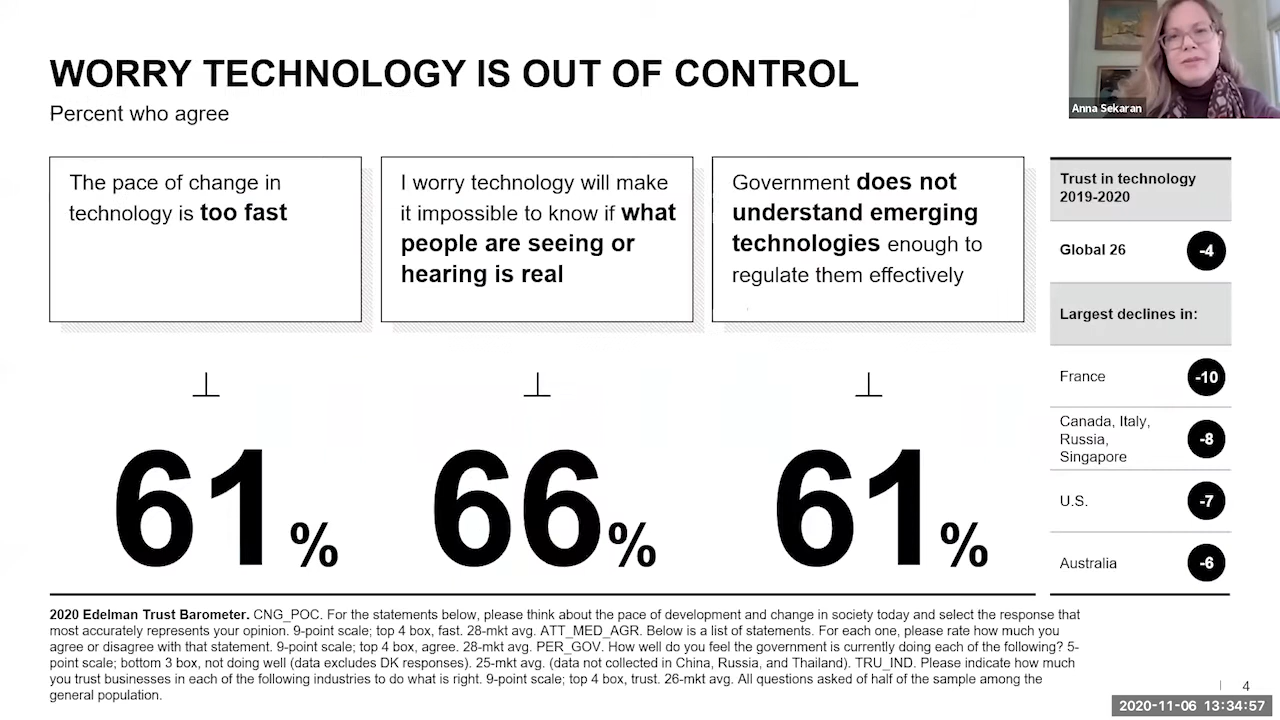 WORRY TECHNOLOGY IS OUT OF CONTROL
Percent who agree
Anna Sekaran
The pace of change in
technology is too fast
I worry technology will make
it impossible to know if what
people are seeing or
hearing is real
Government does not
understand emerging
technologies enough to
regulate them effectively
61%
66%
61%
Trust in technology
2019-2020
Global 26 -4
Largest declines in:
France -10
Canada, Italy,
Russia,
Singapore -8
U.S. -7
Australia -6
2020 Edelman Trust Barometer. CNG_POC. For the statements below, please think about the pace of development and change in society today and select the response that
most accurately represents your opinion. 9-point scale; top 4 box, fast. 28-mkt avg. ATT_MED_AGR. Below is a list of statements. For each one, please rate how much you
agree or disagree with that statement. 9-point scale; top 4 box, agree. 28-mkt avg. PER_GOV. How well do you feel the government is currently doing each of the following? 5-
point scale; bottom 3 box, not doing well (data excludes DK responses). 25-mkt avg. (data not collected in China, Russia, and Thailand). TRU_IND. Please indicate how much
you trust businesses in each of the following industries to do what is right. 9-point scale; top 4 box, trust. 26-mkt avg. All questions asked of half of the sample among the
general population.
4
2020-11-06 13:34:57